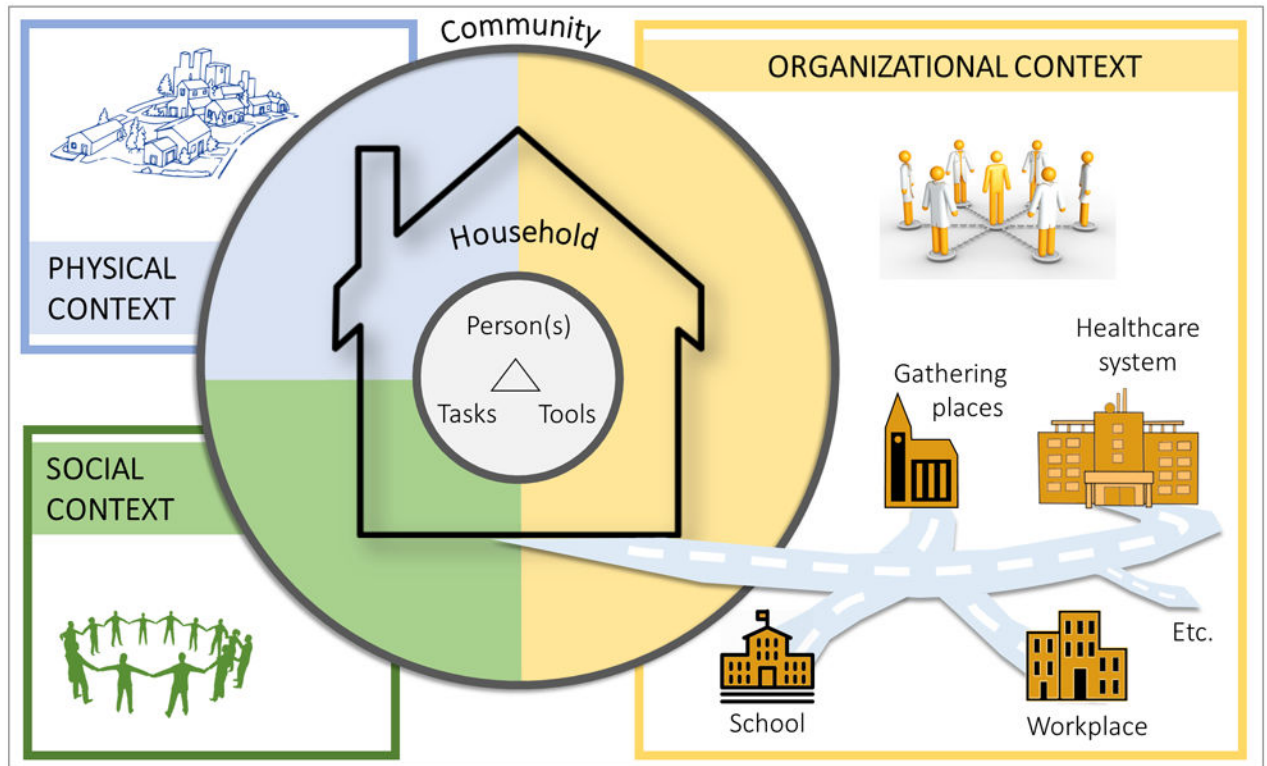 Community
ORGANIZATIONAL CONTEXT
PHYSICAL
CONTEXT
Household
Person(s)
Tasks
Tools
Healthcare
system
Gathering
places
SOCIAL
CONTEXT
Etc.
School
Workplace